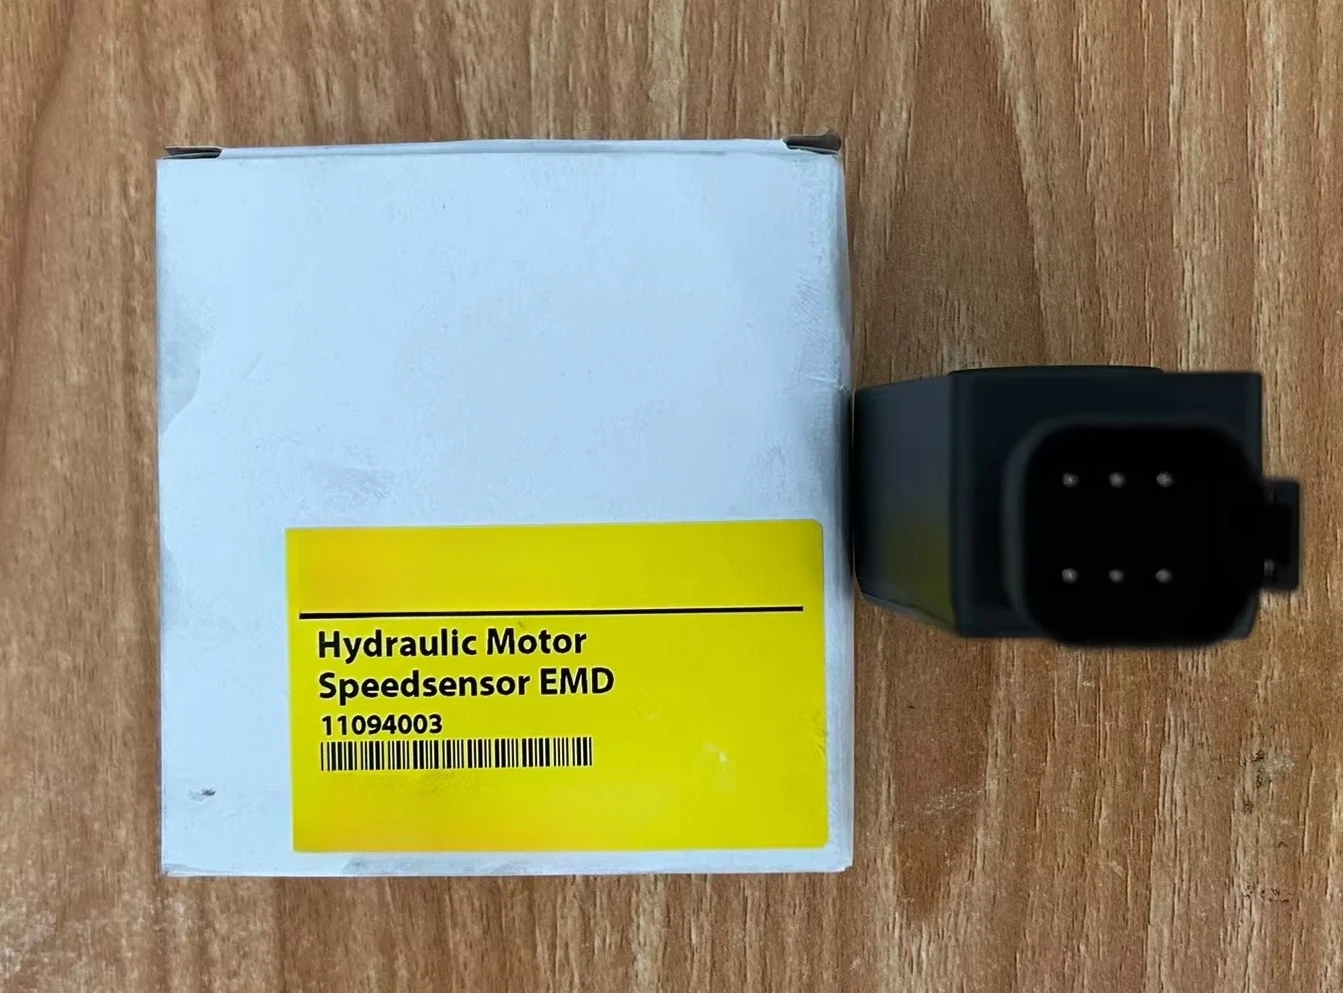 Hydraulic Motor
Speedsensor EMD
11094003